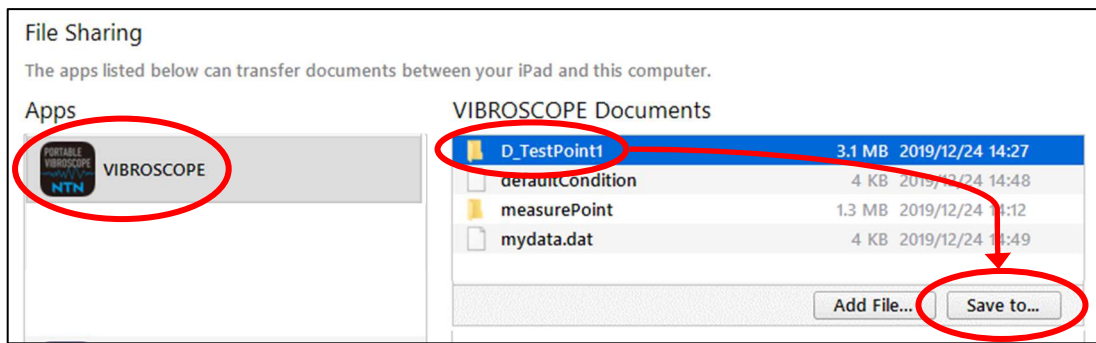 File Sharing
The apps listed below can transfer documents between your iPad and this computer.
Apps
VIBROSCOPE Documents
PORTABLE
VIBROSCOPE
NTN
VIBROSCOPE
D_TestPoint1 3.1 MB 2019/12/24 14:27
defaultCondition 4 KB 2019/12/24 14:48
measurePoint 1.3 MB 2019/12/24 14:12
mydata.dat 4 KB 2019/12/24 14:49
Add File... Save to...